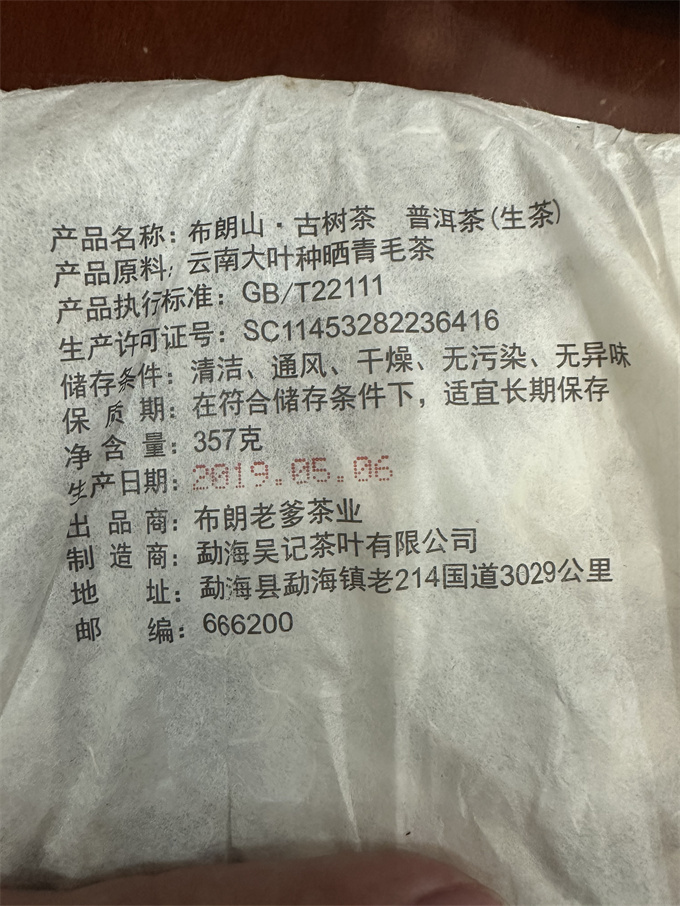 产品名称：布朗山·古树茶 普洱茶(生茶)
产品原料：云南大叶种晒青毛茶
产品执行标准：GB/T22111
生产许可证号：SC11453282236416
储存条件：清洁、通风、干燥、无污染、无异味
保质期：在符合储存条件下，适宜长期保存
净含量：357克
生产日期：2019.05.06
出品商：布朗老爹茶业
制造商：勐海吴记茶叶有限公司
地址：勐海县勐海镇老214国道3029公里
邮编：666200